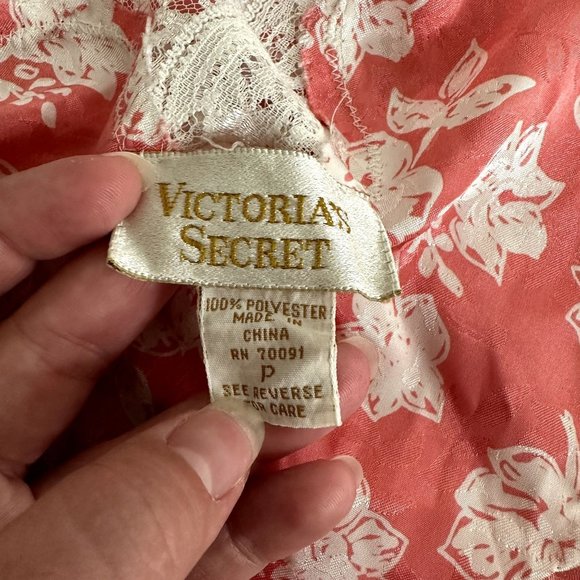 VICTORIA'S
SECRET
100% POLYESTER
MADE IN
CHINA
RN 70091
P
SEE REVERSE
FOR CARE